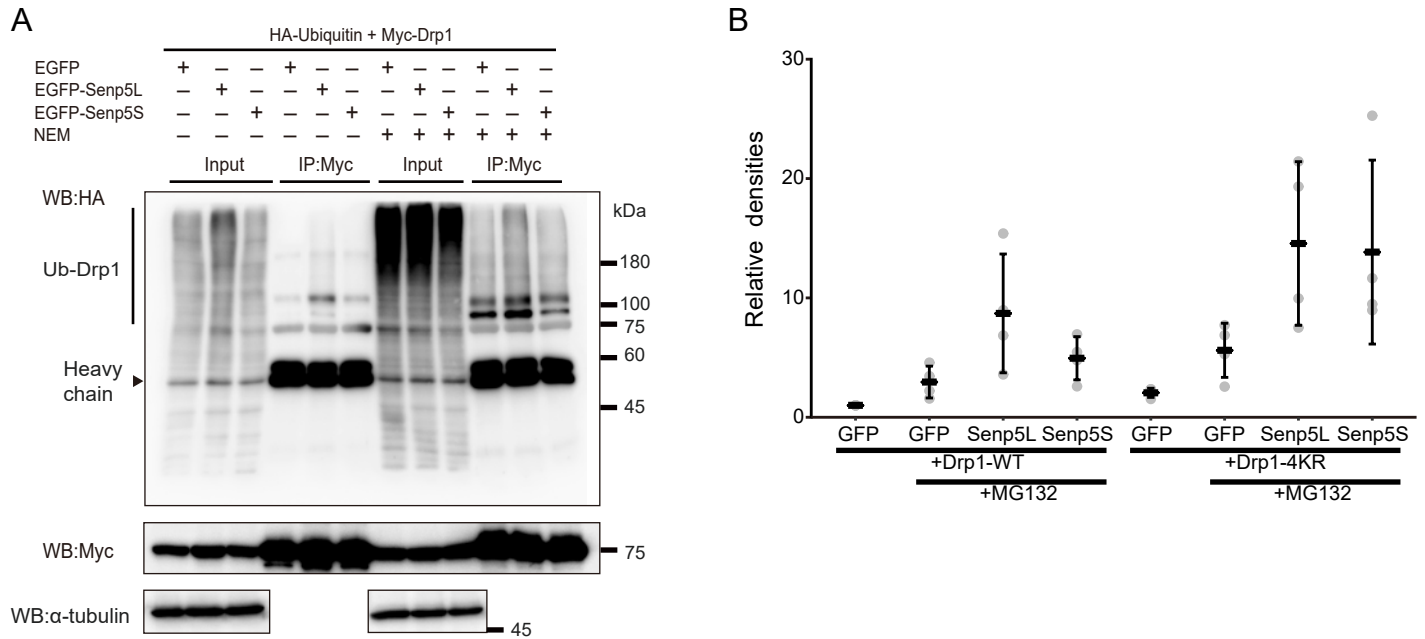 A
HA-Ubiquitin + Myc-Drp1
EGFP + − − + − − + − − + − −
EGFP-Senp5L − + − − + − − + − − + −
EGFP-Senp5S − − + − − + − − + − − +
NEM − − − − − − + + + + + +
Input IP:Myc Input IP:Myc
WB:HA
kDa
Ub-Drp1
180
100
75
60
Heavy
chain
45
WB:Myc
75
WB:α-tubulin
45
B
Relative densities
30
20
10
0
GFP GFP Senp5L Senp5S GFP GFP Senp5L Senp5S
+Drp1-WT +Drp1-4KR
+MG132 +MG132